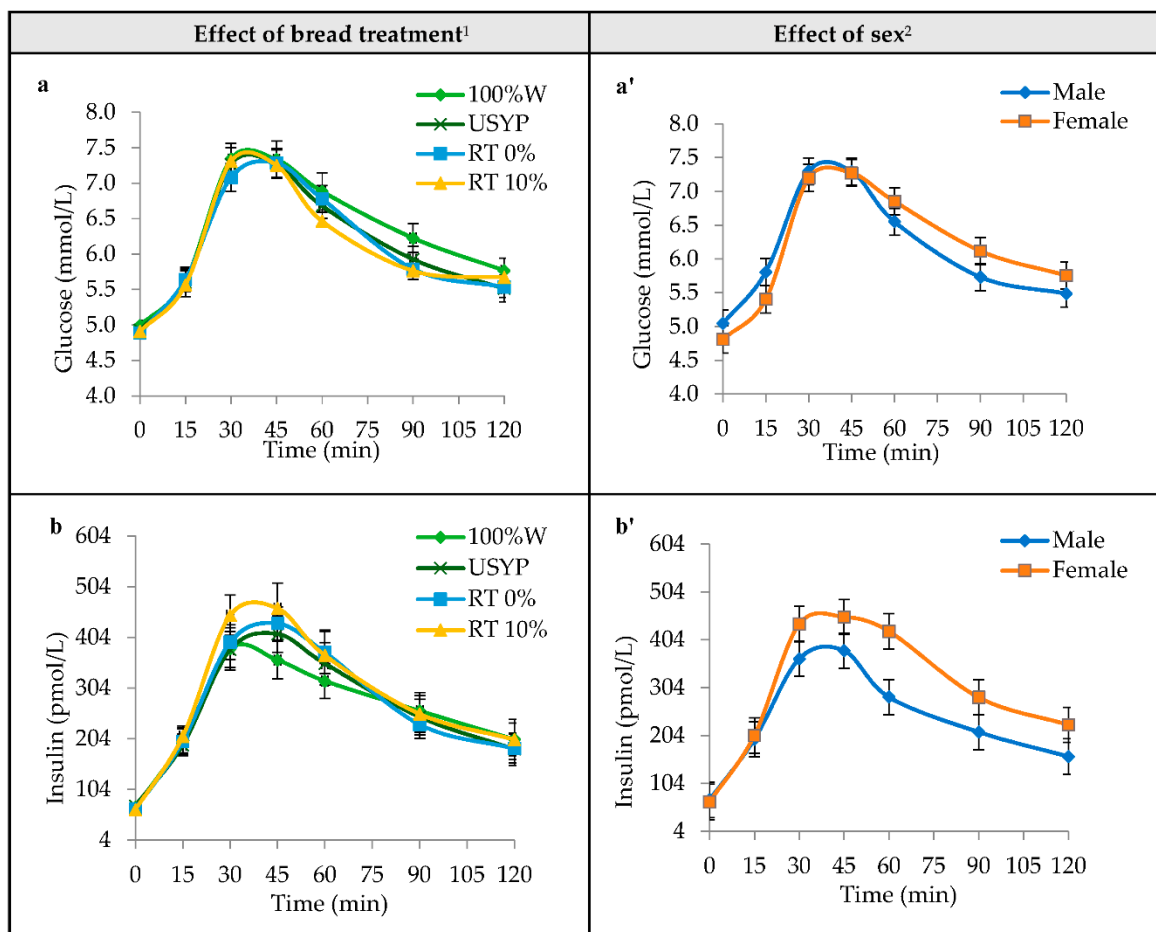 Effect of bread treatment¹
Effect of sex²
a
100%W
USYP
RT 0%
RT 10%
Glucose (mmol/L)
8.0
7.5
7.0
6.5
6.0
5.5
5.0
4.5
4.0
0 15 30 45 60 75 90 105 120
Time (min)
a'
Male
Female
Glucose (mmol/L)
8.0
7.5
7.0
6.5
6.0
5.5
5.0
4.5
4.0
0 15 30 45 60 75 90 105 120
Time (min)
b
100%W
USYP
RT 0%
RT 10%
Insulin (pmol/L)
604
504
404
304
204
104
4
0 15 30 45 60 75 90 105 120
Time (min)
b'
Male
Female
Insulin (pmol/L)
604
504
404
304
204
104
4
0 15 30 45 60 75 90 105 120
Time (min)